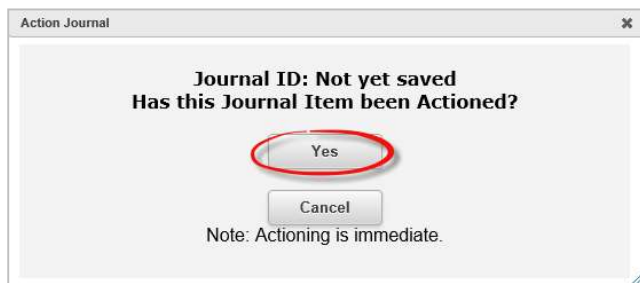 Action Journal
Journal ID: Not yet saved
Has this Journal Item been Actioned?
Yes
Cancel
Note: Actioning is immediate.